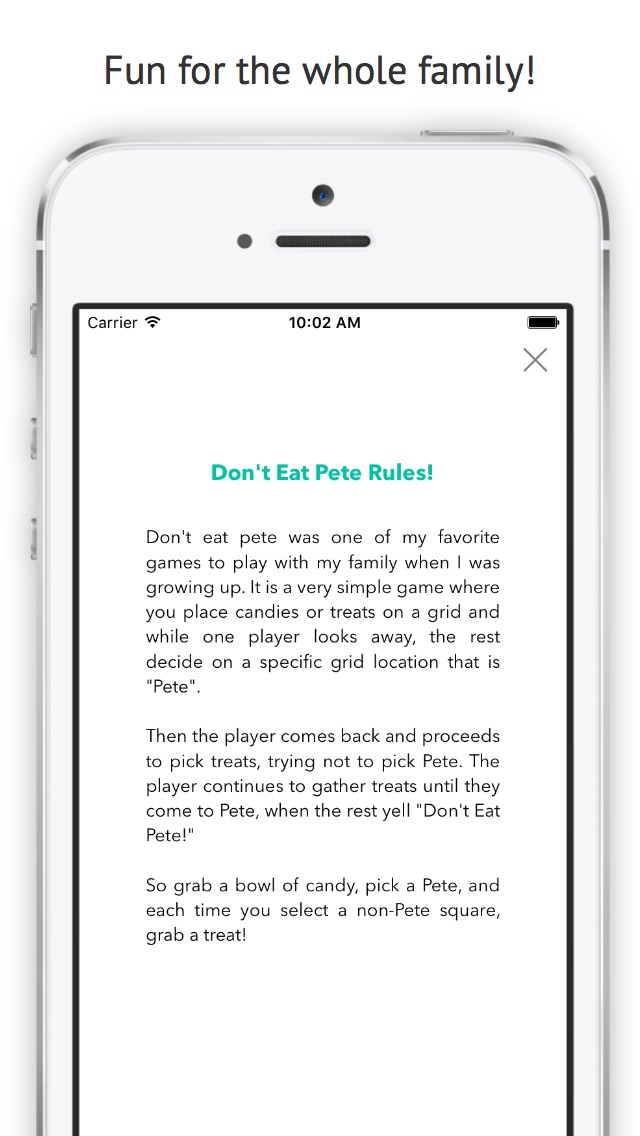 Fun for the whole family!
Carrier 10:02 AM
Don't Eat Pete Rules!
Don't eat pete was one of my favorite
games to play with my family when I was
growing up. It is a very simple game where
you place candies or treats on a grid and
while one player looks away, the rest
decide on a specific grid location that is
"Pete".
Then the player comes back and proceeds
to pick treats, trying not to pick Pete. The
player continues to gather treats until they
come to Pete, when the rest yell "Don't Eat
Pete!"
So grab a bowl of candy, pick a Pete, and
each time you select a non-Pete square,
grab a treat!